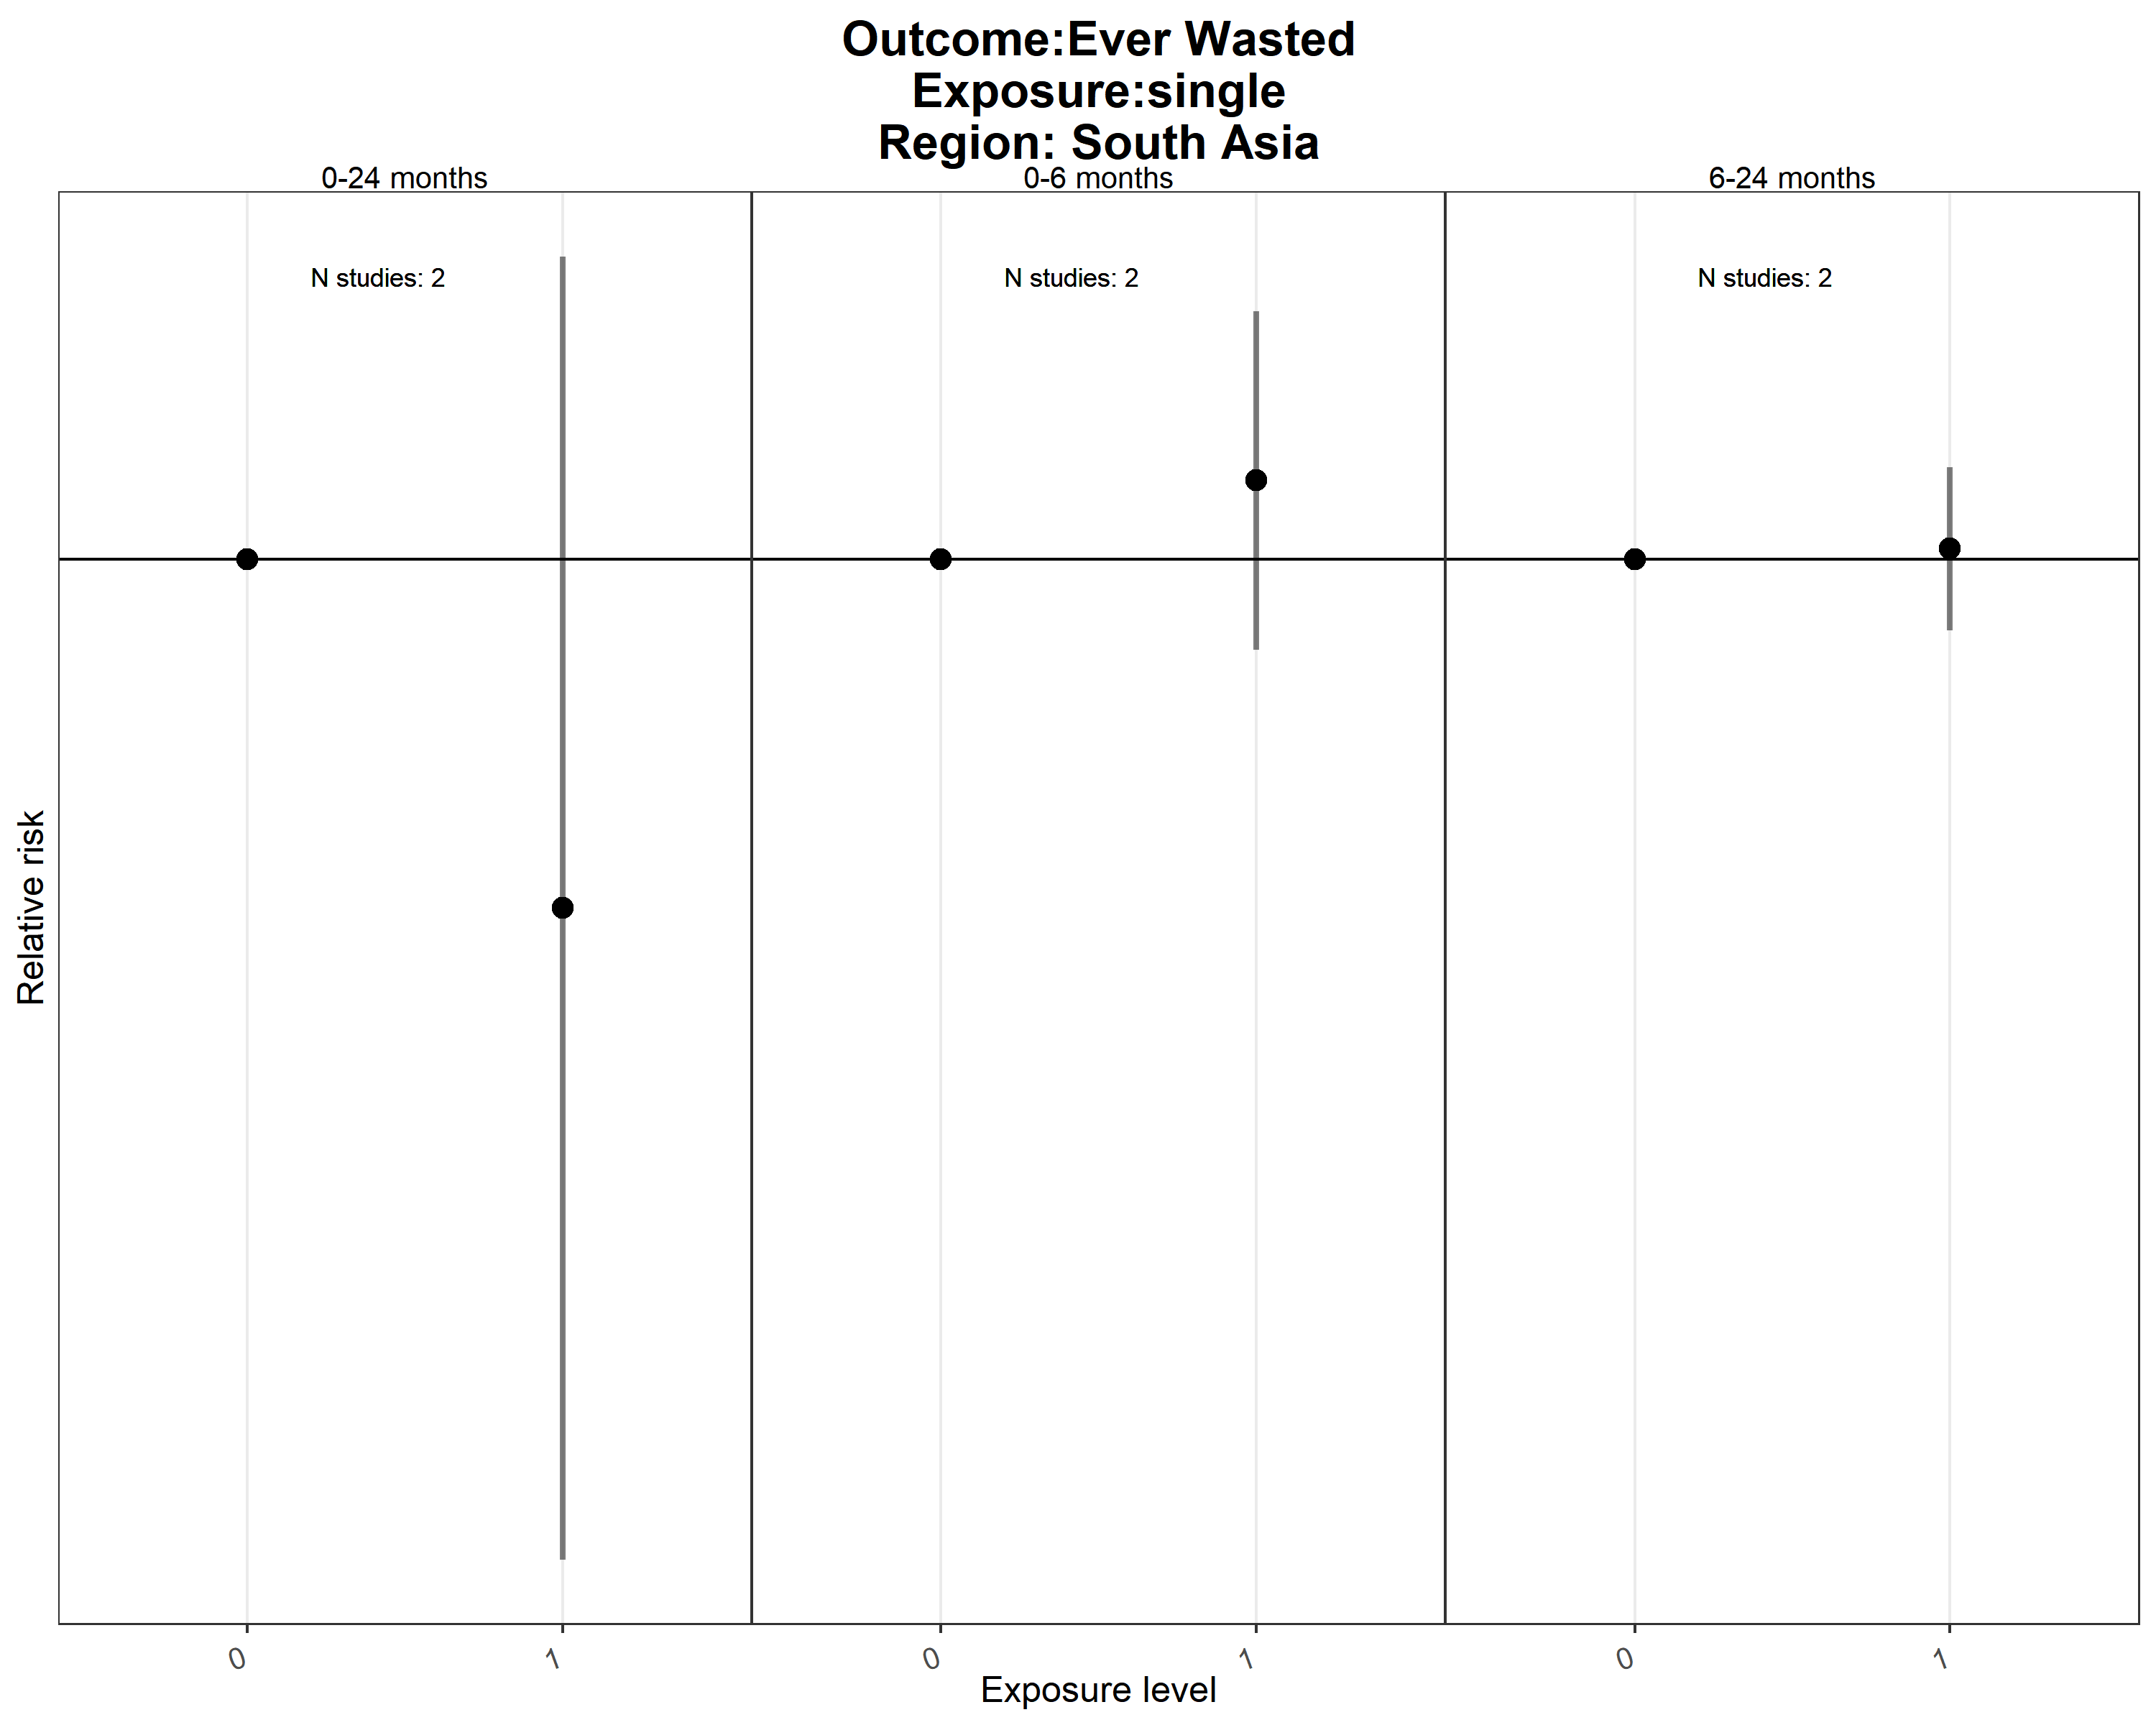 Outcome:Ever Wasted
Exposure:single
Region: South Asia
0-24 months
0-6 months
6-24 months
N studies: 2
N studies: 2
N studies: 2
Relative risk
0
1
0
1
0
1
Exposure level